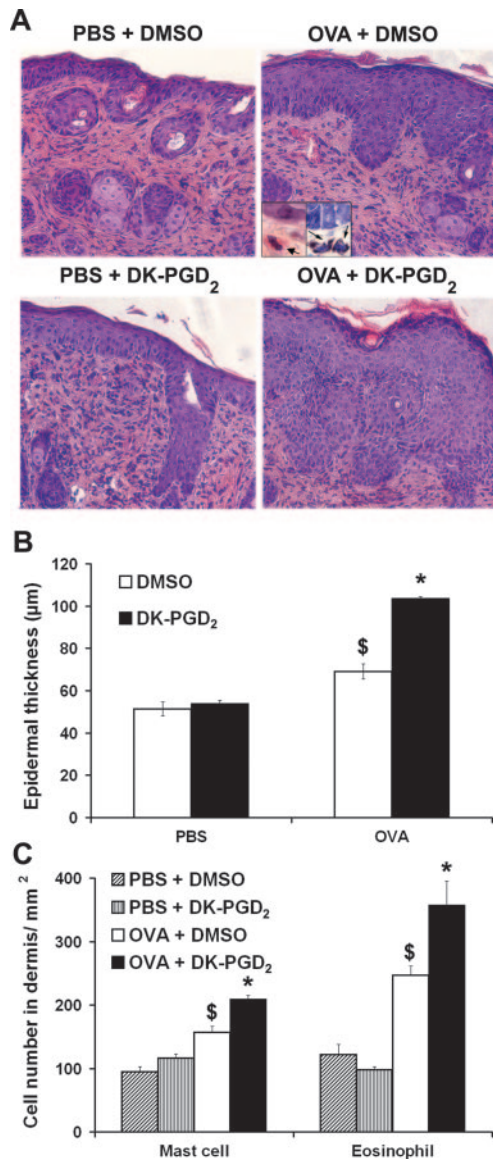 A
PBS + DMSO
OVA + DMSO
PBS + DK-PGD2
OVA + DK-PGD2
B
Epidermal thickness (μm)
120
100
80
60
40
20
0
DMSO
DK-PGD2
$
*
PBS
OVA
C
Cell number in dermis/ mm 2
400
300
200
100
0
PBS + DMSO
PBS + DK-PGD2
OVA + DMSO
OVA + DK-PGD2
$
*
$
*
Mast cell
Eosinophil